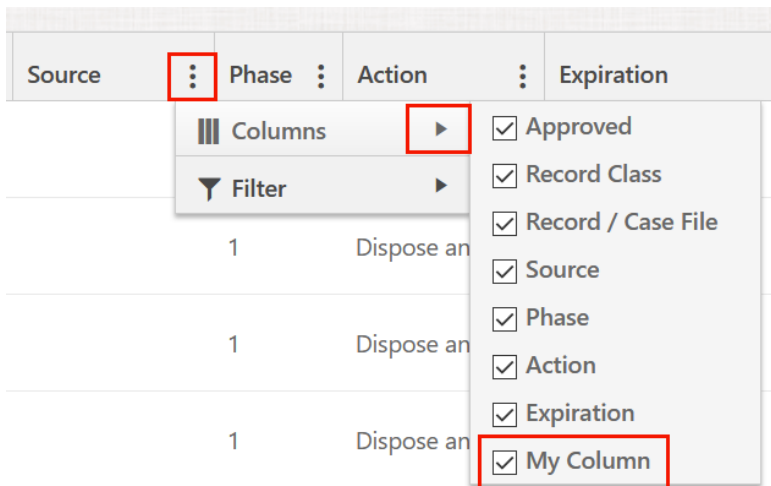 Source Phase Action Expiration
Columns
Filter
Approved
Record Class
Record / Case File
Source
Phase
Action
Expiration
My Column
1 Dispose an
1 Dispose an
1 Dispose an